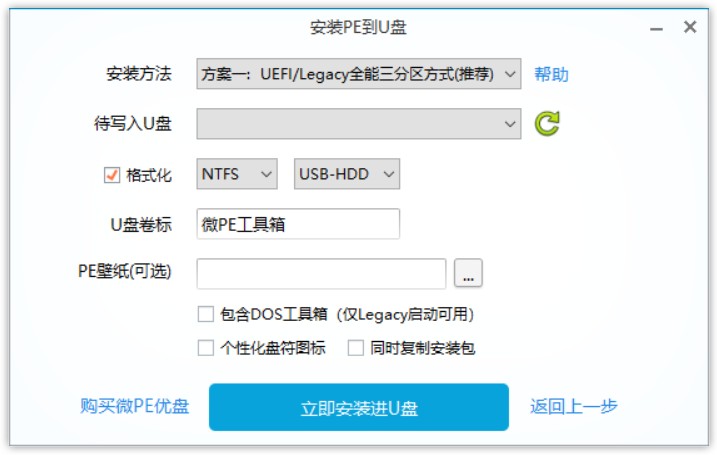 安装PE到U盘
安装方法 方案一：UEFI/Legacy全能三分区方式(推荐) 帮助
待写入U盘
格式化 NTFS USB-HDD
U盘卷标 微PE工具箱
PE壁纸(可选) ...
包含DOS工具箱（仅Legacy启动可用）
个性化盘符图标 同时复制安装包
购买微PE优盘 立即安装进U盘 返回上一步